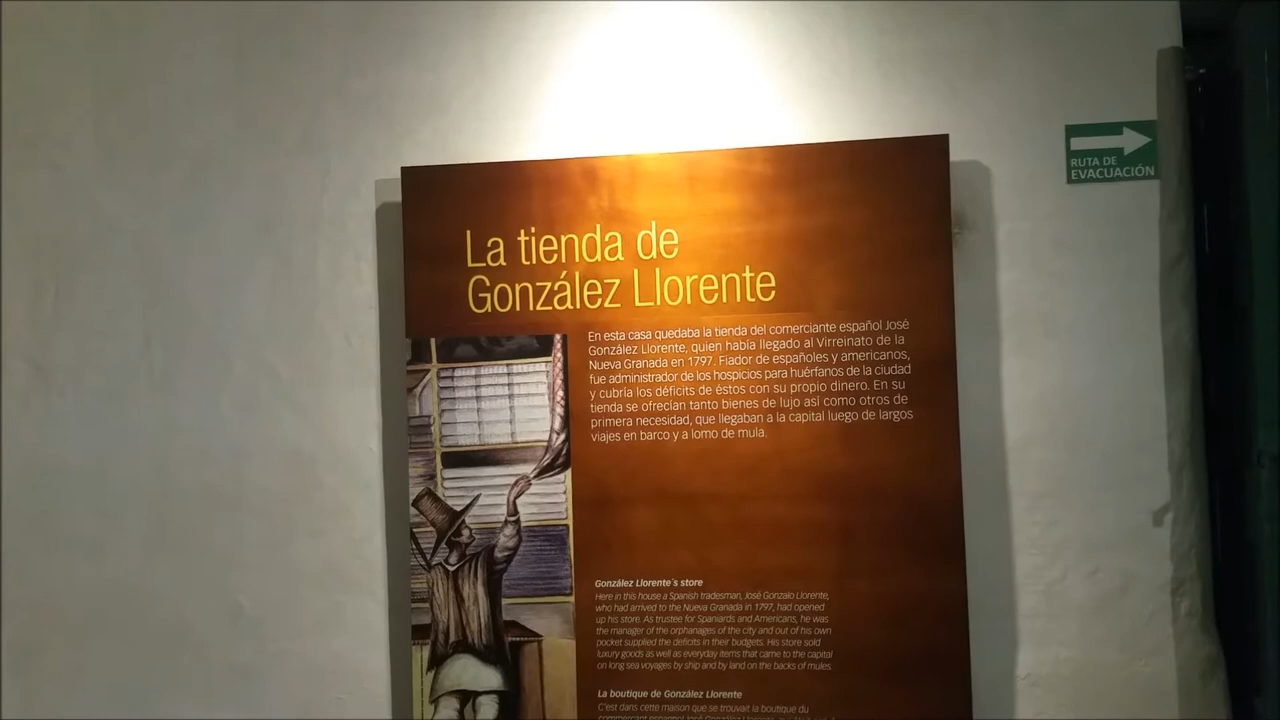 La tienda de
González Llorente
En esta casa quedaba la tienda del comerciante español José
González Llorente, quien había llegado al Virreinato de la
Nueva Granada en 1797. Fiador de españoles y americanos,
fue administrador de los hospicios para huérfanos de la ciudad
y cubría los déficits de éstos con su propio dinero. En su
tienda se ofrecían tanto bienes de lujo así como otros de
primera necesidad, que llegaban a la capital luego de largos
viajes en barco y a lomo de mula.
González Llorente´s store
Here in this house a Spanish tradesman, José Gonzalo Llorente,
who had arrived to the Nueva Granada in 1797, had opened
up his store. As trustee for Spaniards and Americans, he was
the manager of the orphanages of the city and out of his own
pocket supplied the deficits in their budgets. His store sold
luxury goods as well as everyday items that came to the capital
on long sea voyages by ship and by land on the backs of mules.
La boutique de González Llorente
C'est dans cette maison que se trouvait la boutique du
commerçant espagnol José González Llorente,
RUTA DE
EVACUACIÓN